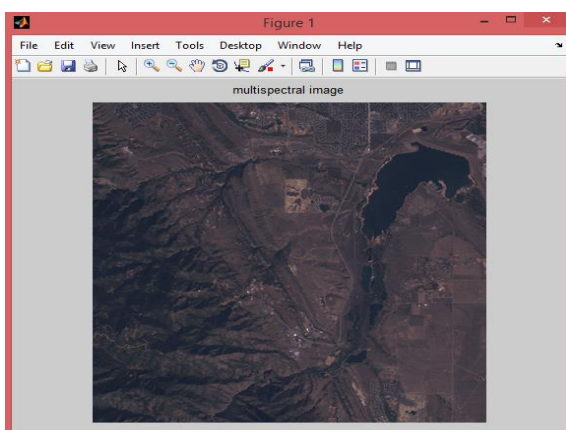 Figure 1
File Edit View Insert Tools Desktop Window Help
multispectral image